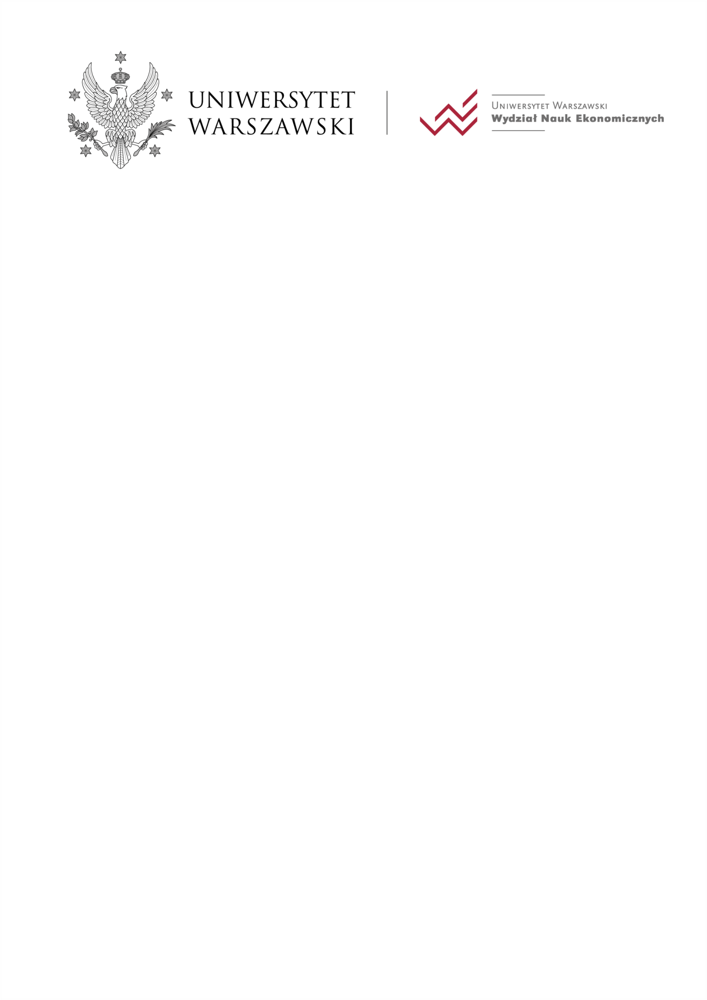 UNIWERSYTET
WARSZAWSKI
Uniwersytet Warszawski
Wydział Nauk Ekonomicznych